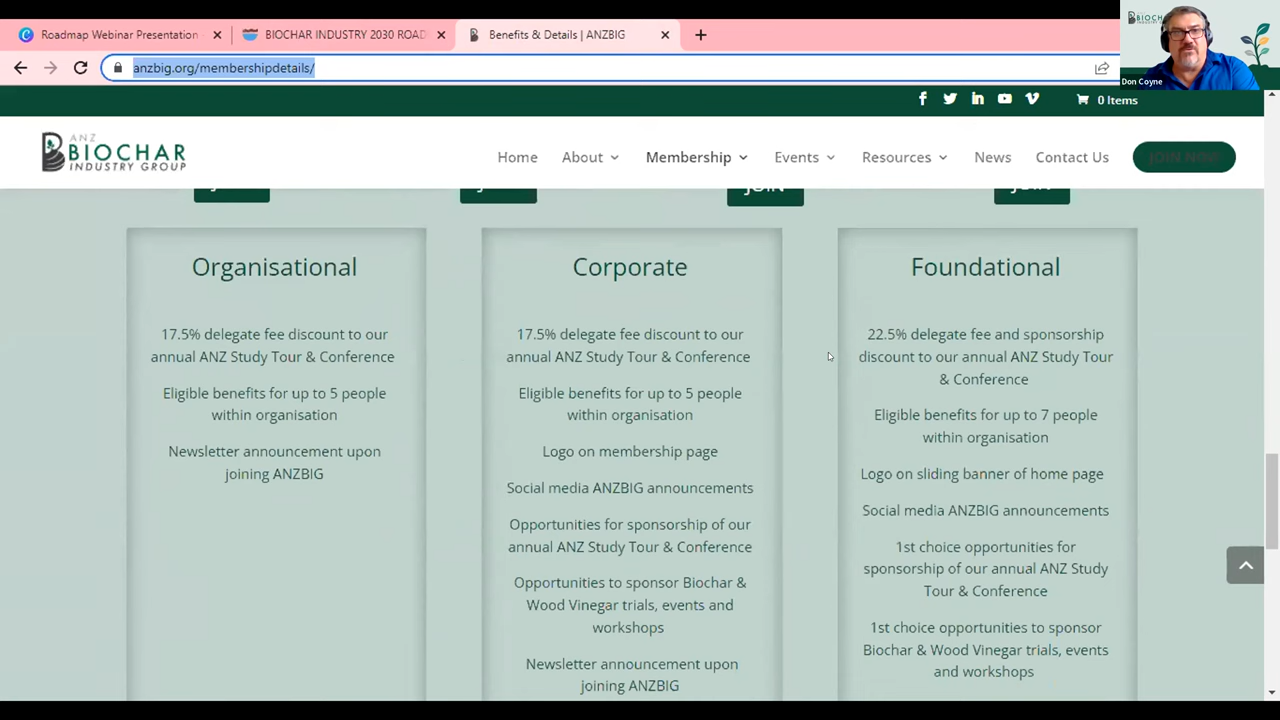 Roadmap Webinar Presentation
BIOCHAR INDUSTRY 2030 ROAD
Benefits & Details | ANZBIG
anzbig.org/membershipdetails/
Don Coyne
0 Items
ANZ
BIOCHAR
INDUSTRY GROUP
Home
About
Membership
Events
Resources
News
Contact Us
JOIN NOW
JOIN
JOIN
Organisational
17.5% delegate fee discount to our
annual ANZ Study Tour & Conference
Eligible benefits for up to 5 people
within organisation
Newsletter announcement upon
joining ANZBIG
Corporate
17.5% delegate fee discount to our
annual ANZ Study Tour & Conference
Eligible benefits for up to 5 people
within organisation
Logo on membership page
Social media ANZBIG announcements
Opportunities for sponsorship of our
annual ANZ Study Tour & Conference
Opportunities to sponsor Biochar &
Wood Vinegar trials, events and
workshops
Newsletter announcement upon
joining ANZBIG
Foundational
22.5% delegate fee and sponsorship
discount to our annual ANZ Study Tour
& Conference
Eligible benefits for up to 7 people
within organisation
Logo on sliding banner of home page
Social media ANZBIG announcements
1st choice opportunities for
sponsorship of our annual ANZ Study
Tour & Conference
1st choice opportunities to sponsor
Biochar & Wood Vinegar trials, events
and workshops